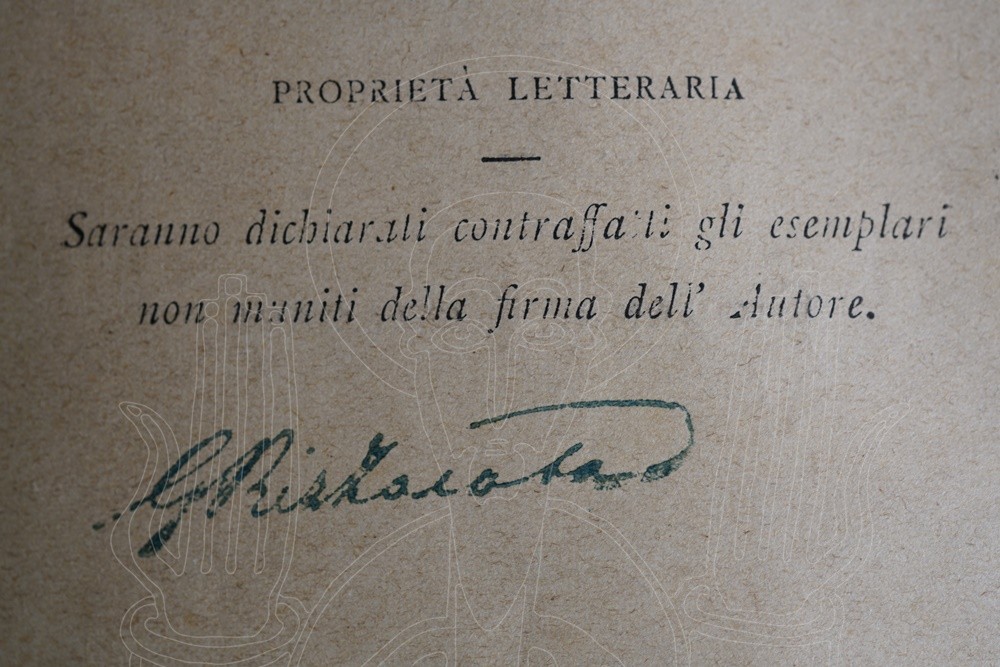 PROPRIETÀ LETTERARIA
Saranno dichiarati contraffatti gli esemplari
non muniti della firma dell' Autore.